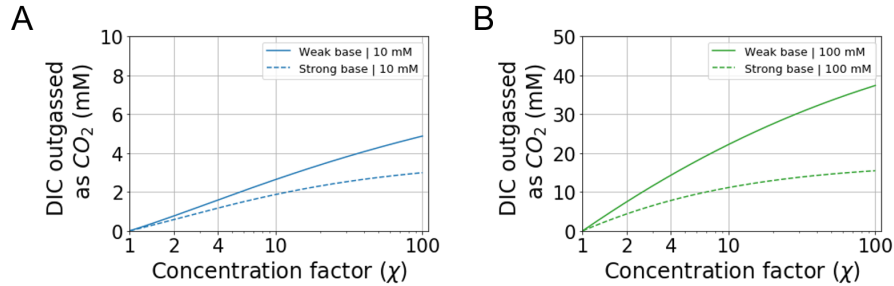 A
DIC outgassed
as CO₂ (mM)
10
8
6
4
2
0
Weak base | 10 mM
Strong base | 10 mM
1 2 4 10 100
Concentration factor (χ)
B
DIC outgassed
as CO₂ (mM)
50
40
30
20
10
0
Weak base | 100 mM
Strong base | 100 mM
1 2 4 10 100
Concentration factor (χ)